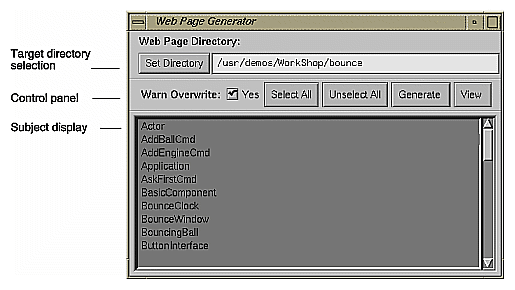 Web Page Generator
Web Page Directory:
Target directory
selection
Set Directory /usr/demos/WorkShop/bounce
Control panel
Warn Overwrite: Yes Select All Unselect All Generate View
Subject display
Actor
AddBallCmd
AddEngineCmd
Application
AskFirstCmd
BasicComponent
BounceClock
BounceWindow
BouncingBall
ButtonInterface